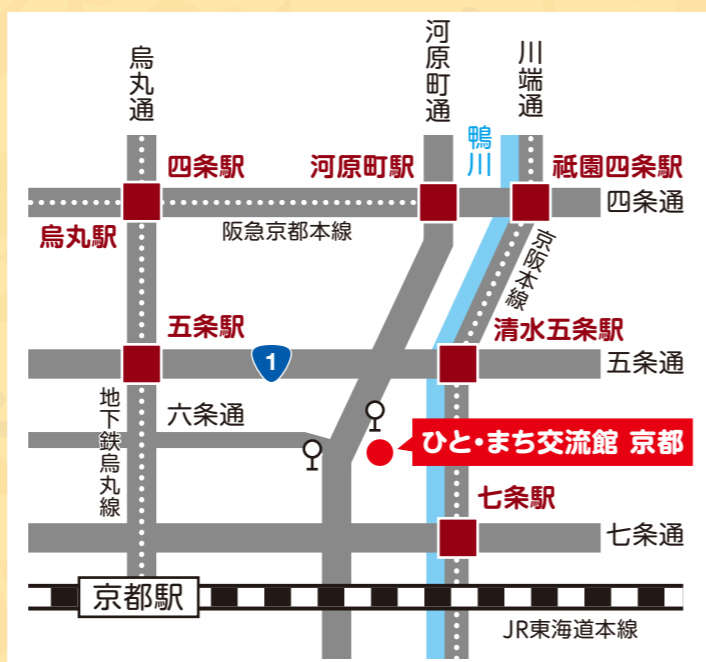 烏丸通
河原町通
川端通
鴨川
四条駅
河原町駅
祇園四条駅
四条通
烏丸駅
阪急京都本線
京阪本線
五条駅
1
清水五条駅
五条通
地下鉄烏丸線
六条通
ひと・まち交流館 京都
七条駅
七条通
京都駅
JR東海道本線